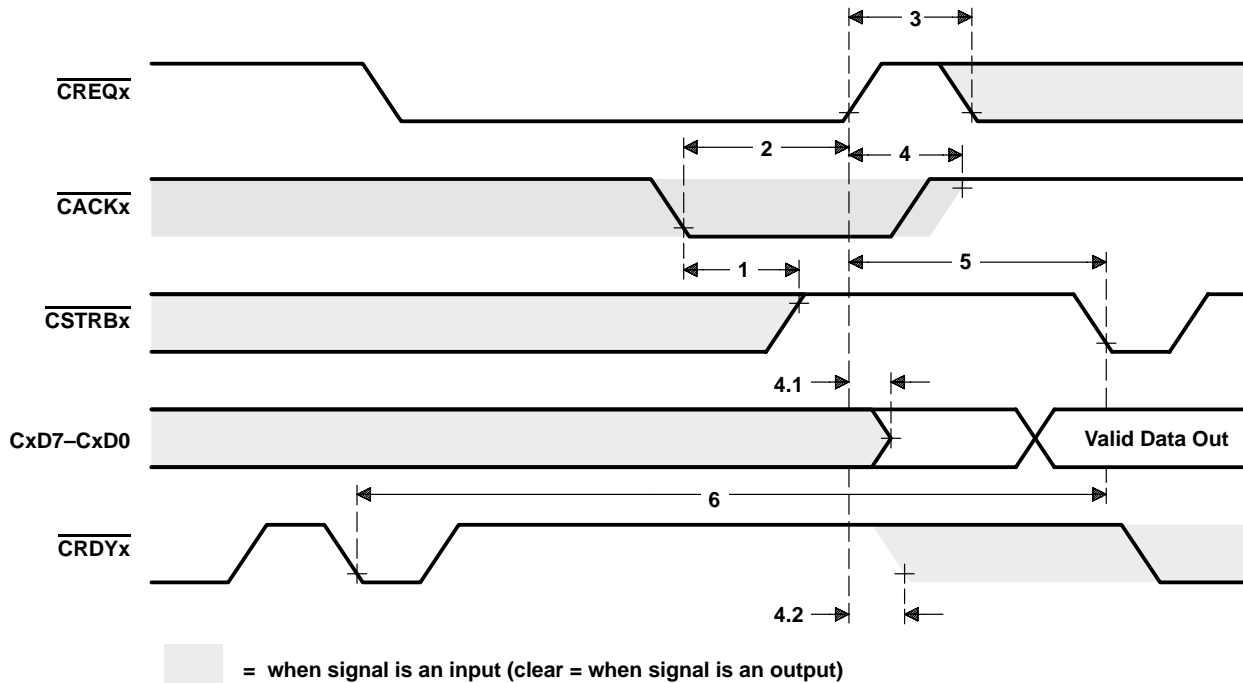 3
CREQx
2
4
CACKx
1
5
CSTRBx
4.1
CxD7–CxD0
Valid Data Out
6
CRDYx
4.2
= when signal is an input (clear = when signal is an output)